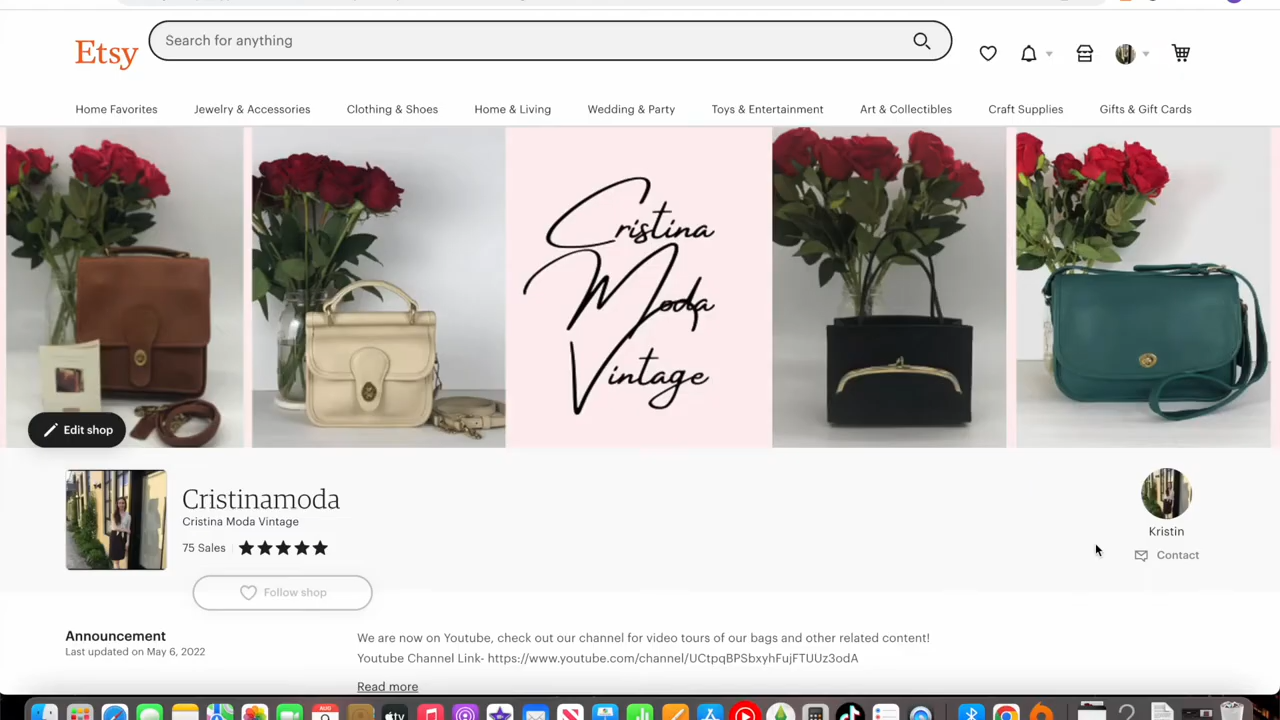 Etsy
Search for anything
Home Favorites
Jewelry & Accessories
Clothing & Shoes
Home & Living
Wedding & Party
Toys & Entertainment
Art & Collectibles
Craft Supplies
Gifts & Gift Cards
Cristina
Moda
Vintage
Edit shop
Cristinamoda
Cristina Moda Vintage
75 Sales
Follow shop
Kristin
Contact
Announcement
Last updated on May 6, 2022
We are now on Youtube, check out our channel for video tours of our bags and other related content!
Youtube Channel Link- https://www.youtube.com/channel/UCtpqBPSbxyhFujFTUUz3odA
Read more
AUG
tv